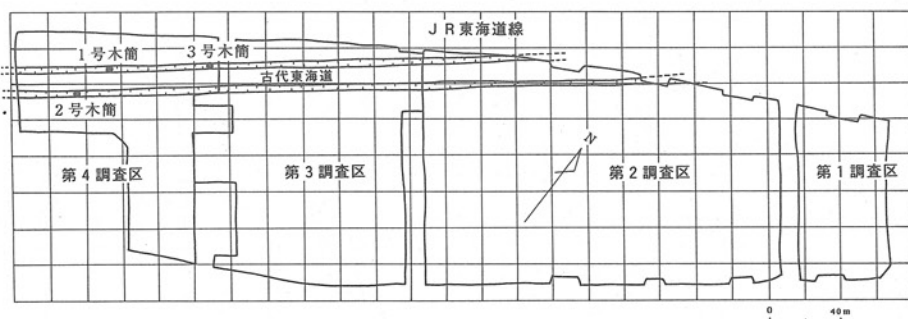 JR東海道線
1号木簡
3号木簡
古代東海道
2号木簡
N
第4調査区
第3調査区
第2調査区
第1調査区
0 40m